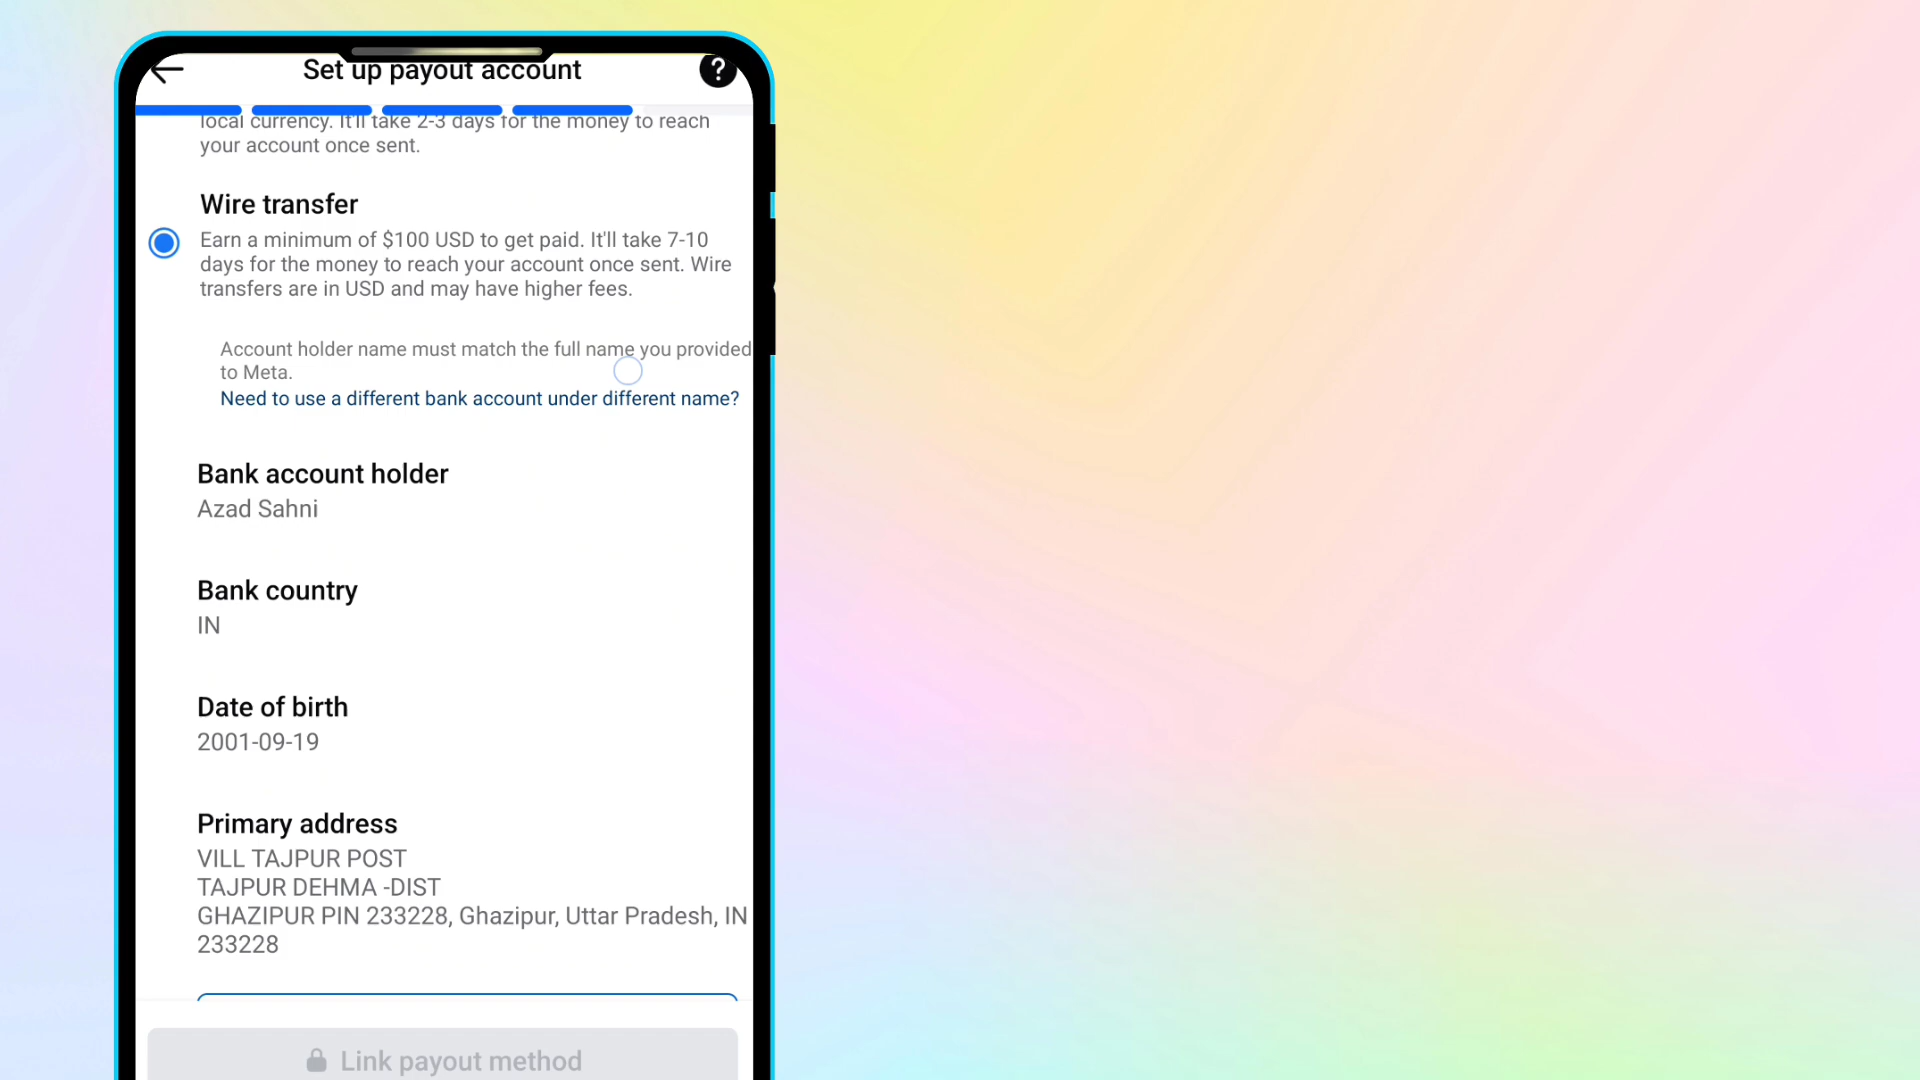 Set up payout account
?
local currency. It'll take 2-3 days for the money to reach
your account once sent.
Wire transfer
Earn a minimum of $100 USD to get paid. It'll take 7-10
days for the money to reach your account once sent. Wire
transfers are in USD and may have higher fees.
Account holder name must match the full name you provided
to Meta.
Need to use a different bank account under different name?
Bank account holder
Azad Sahni
Bank country
IN
Date of birth
2001-09-19
Primary address
VILL TAJPUR POST
TAJPUR DEHMA -DIST
GHAZIPUR PIN 233228, Ghazipur, Uttar Pradesh, IN
233228
Link payout method